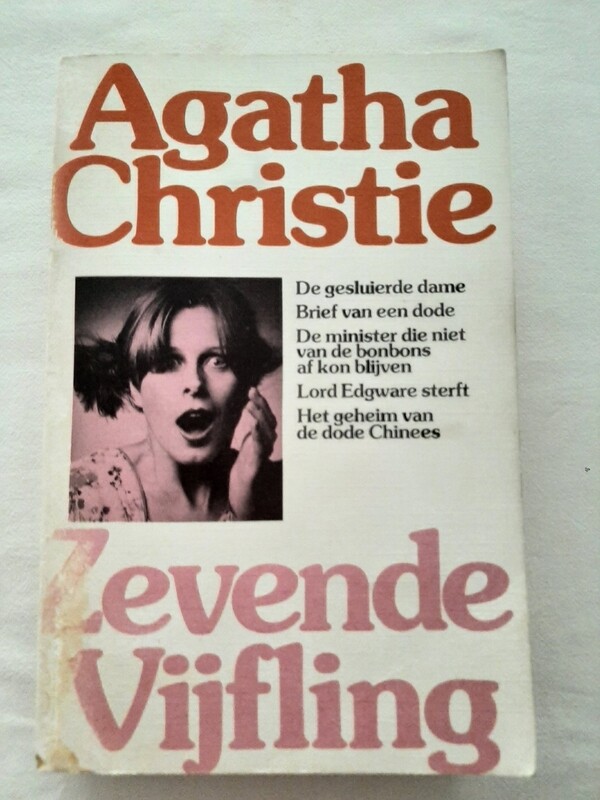 Agatha
Christie
De gesluierde dame
Brief van een dode
De minister die niet
van de bonbons
af kon blijven
Lord Edgware sterft
Het geheim van
de dode Chinees
Zevende
Vijfling